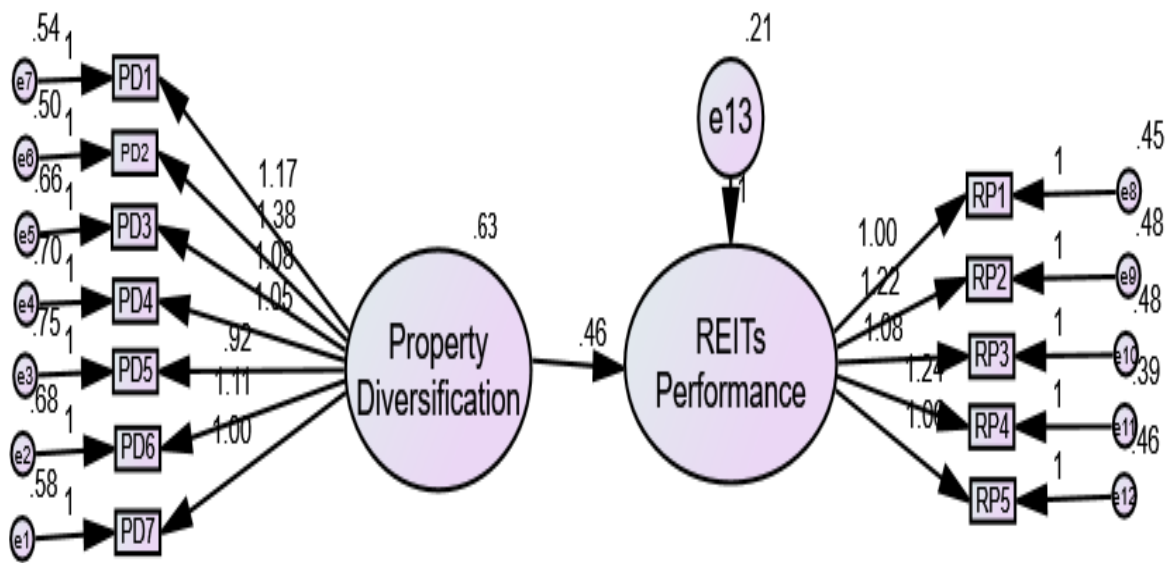 .54
1
e7
PD1
.50
1
e6
PD2
.66
1
e5
PD3
.70
1
e4
PD4
.75
1
e3
PD5
.68
1
e2
PD6
.58
1
e1
PD7
1.17
1.38
1.08
1.05
.92
1.11
1.00
.63
Property
Diversification
.46
.21
e13
1
REITs
Performance
1.00
1.22
1.08
1.24
RP1
1
.45
e8
RP2
1
.48
e9
RP3
1
.48
e10
RP4
1
.39
e11
RP5
1
.46
e12